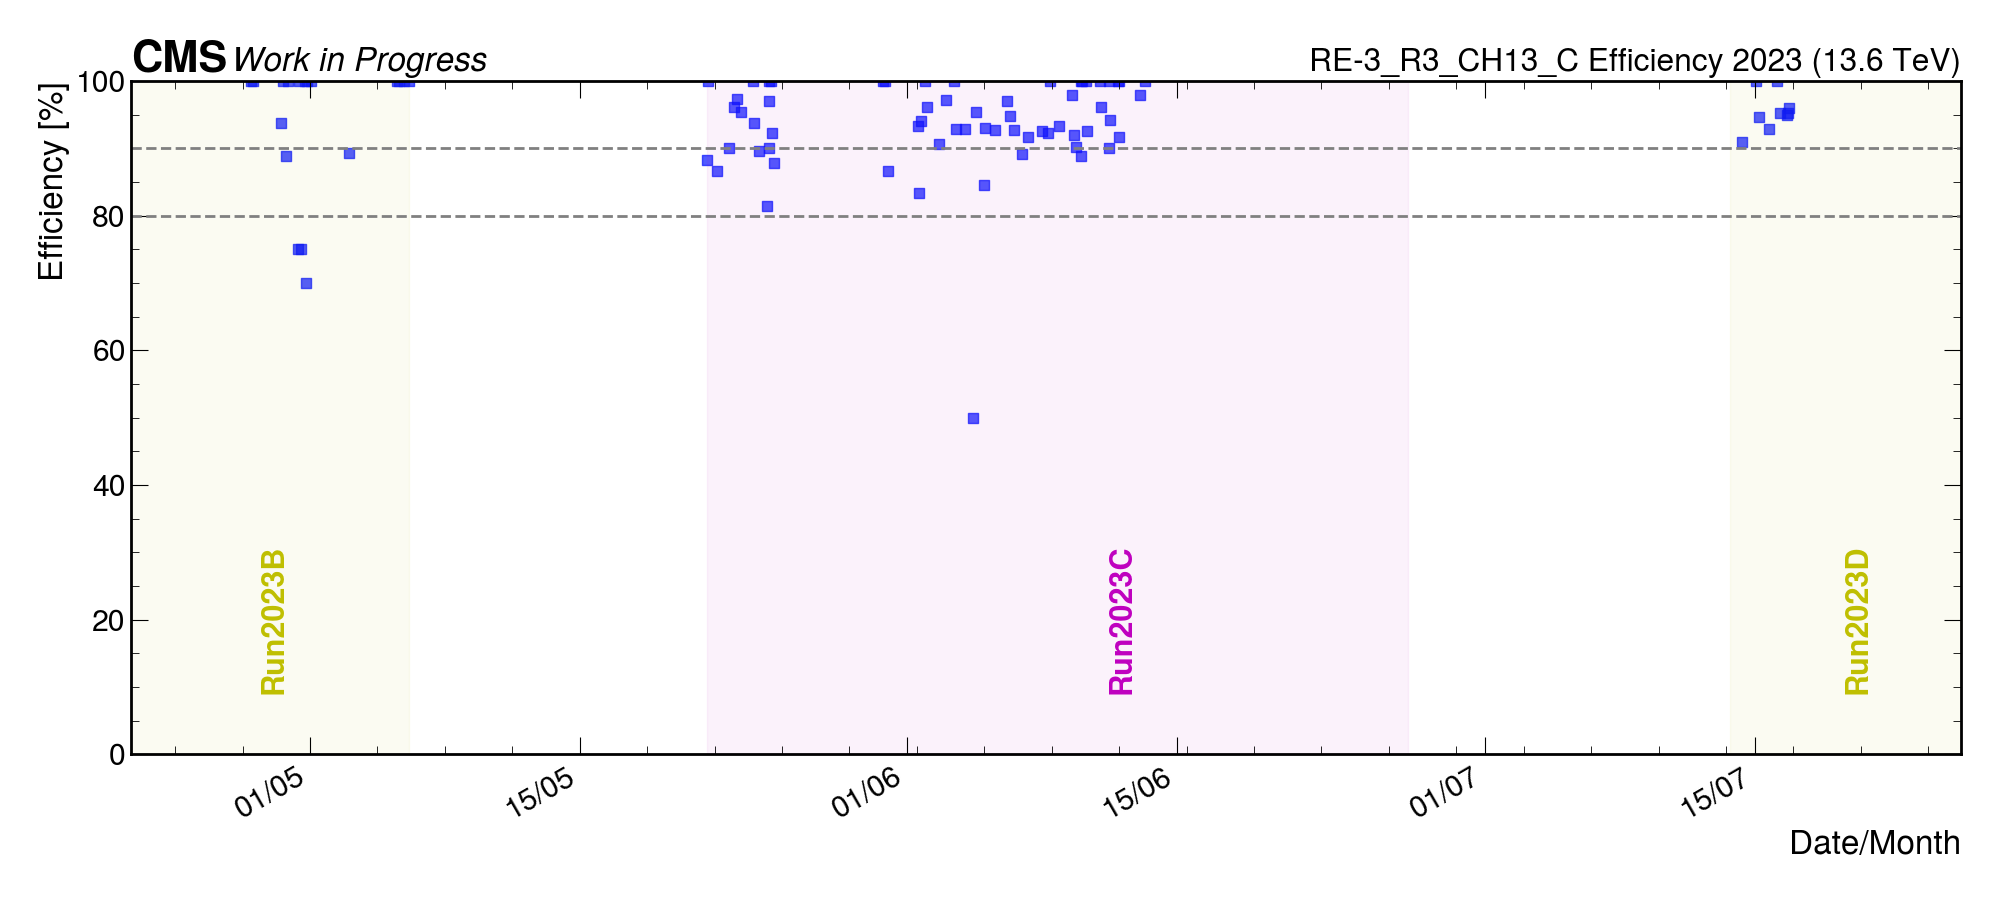 CMS Work in Progress
RE-3_R3_CH13_C Efficiency 2023 (13.6 TeV)
Efficiency [%]
100
80
60
40
20
0
Run2023B
Run2023C
Run2023D
01/05
15/05
01/06
15/06
01/07
15/07
Date/Month